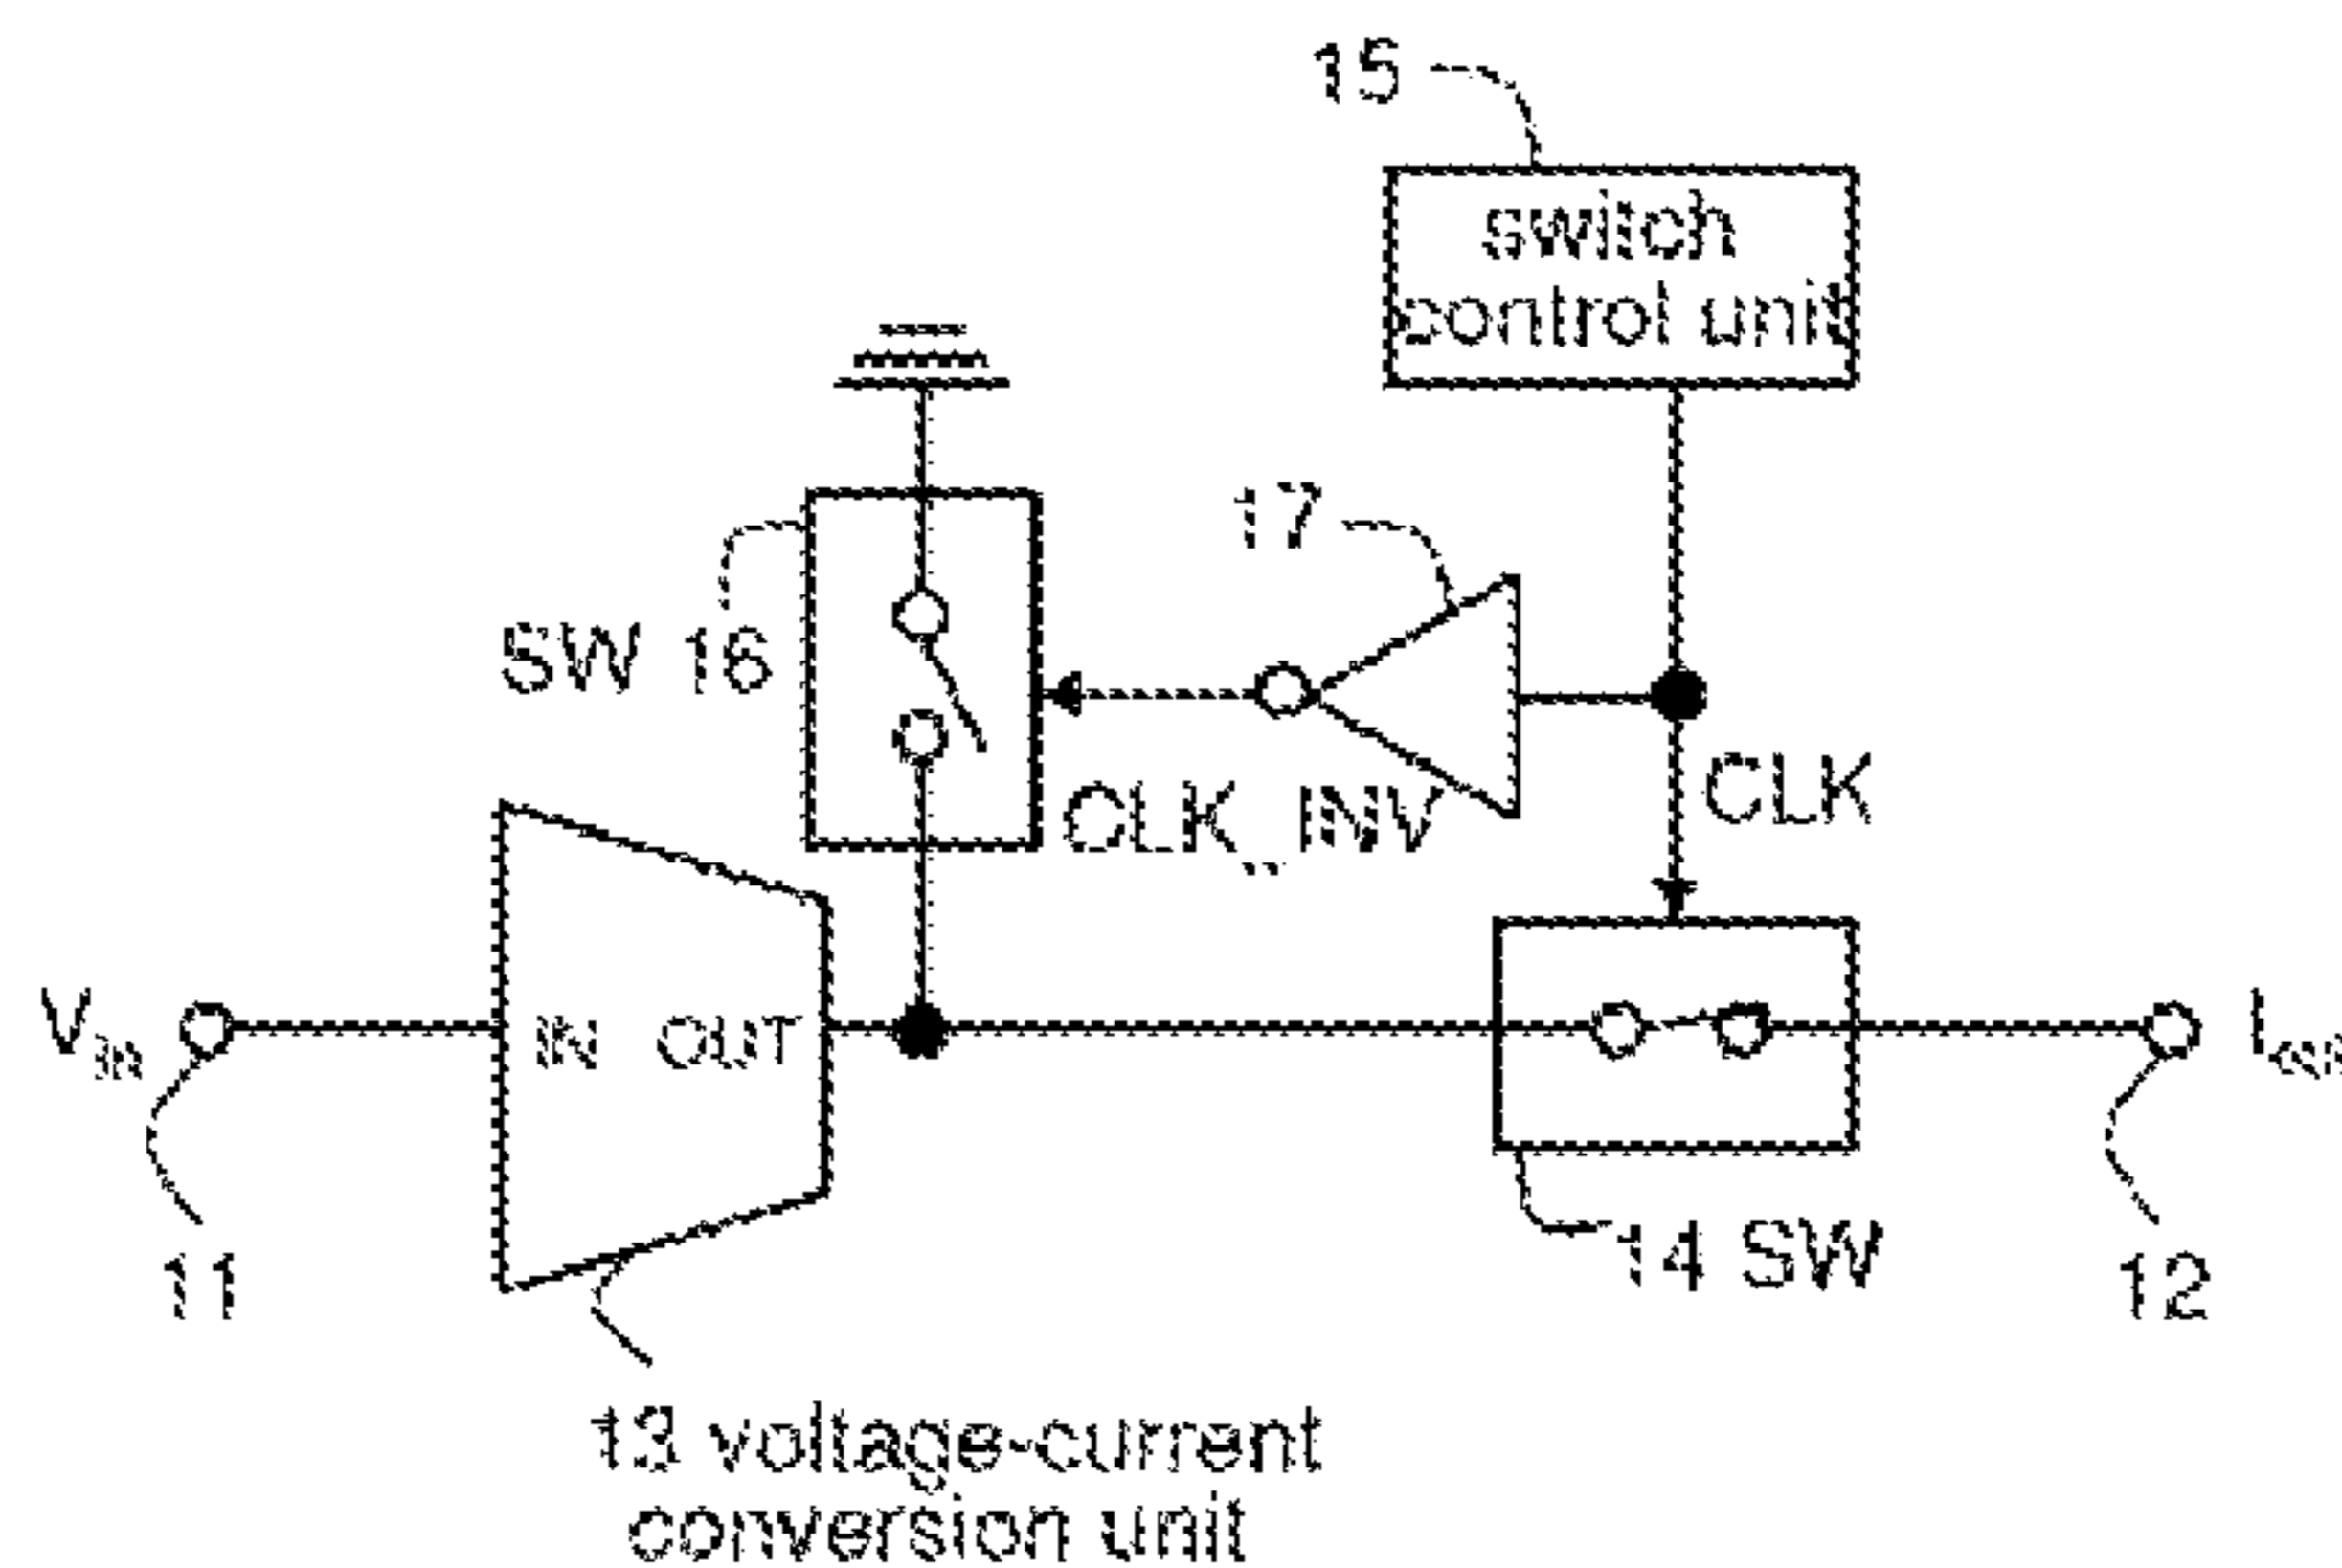 15
switch
control unit
17
SW 16
CLK_INV
CLK
Vin
IN OUT
11
14 SW
12
13 voltage-current
conversion unit